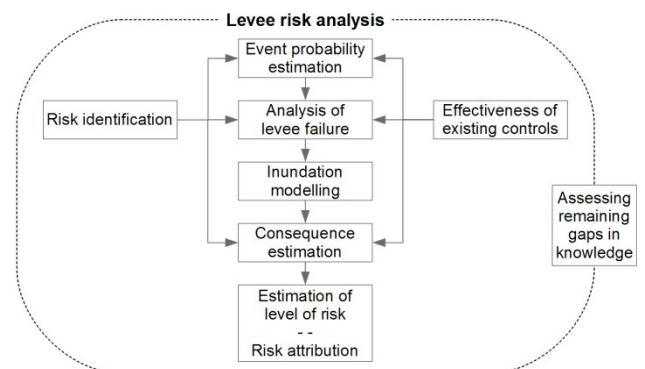 Levee risk analysis
Event probability
estimation
Risk identification
Analysis of
levee failure
Effectiveness of
existing controls
Inundation
modelling
Assessing
remaining
gaps in
knowledge
Consequence
estimation
Estimation of
level of risk
- -
Risk attribution